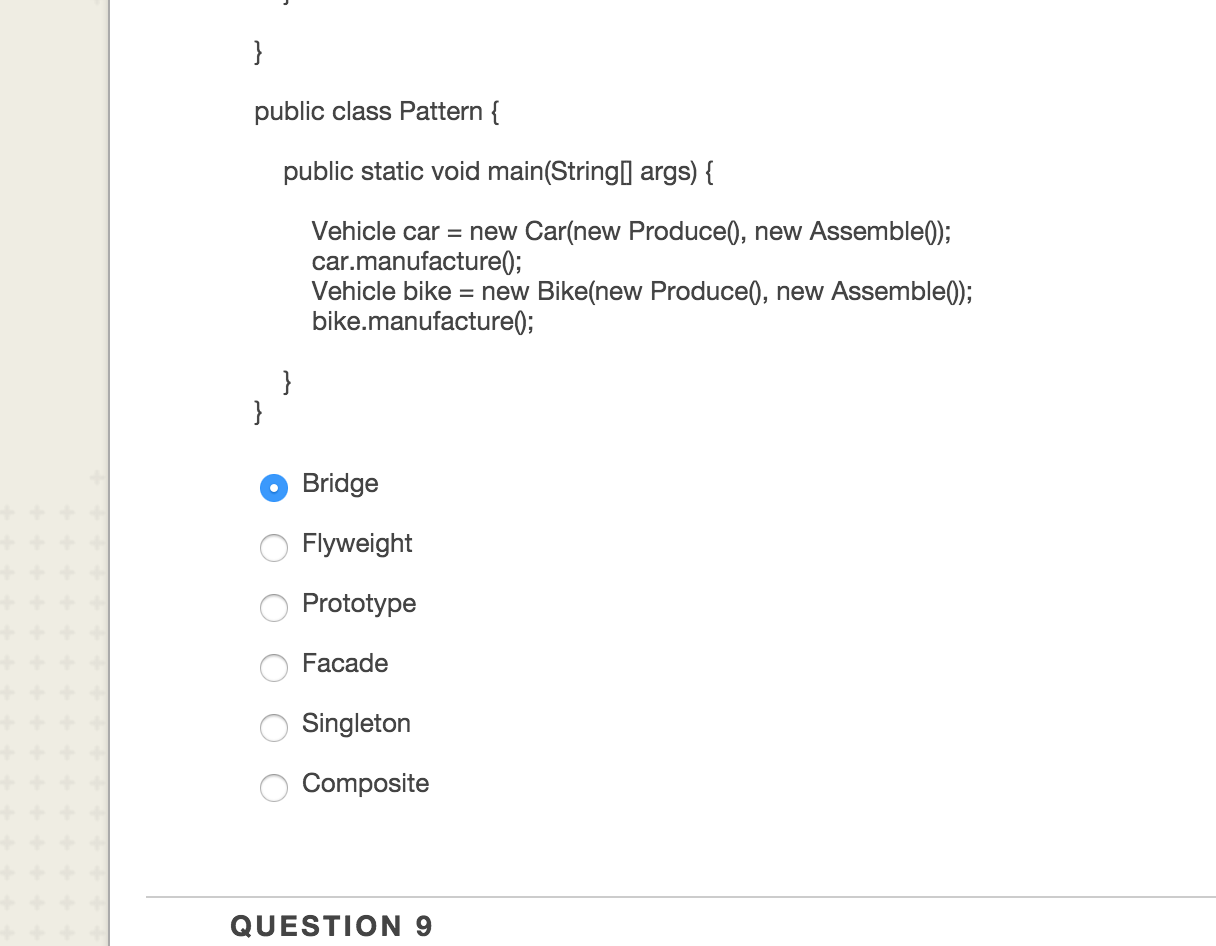 }
public class Pattern {
public static void main(String[] args) {
Vehicle car = new Car(new Produce(), new Assemble());
car.manufacture();
Vehicle bike = new Bike(new Produce(), new Assemble());
bike.manufacture();
}
}
Bridge
Flyweight
Prototype
Facade
Singleton
Composite
QUESTION 9